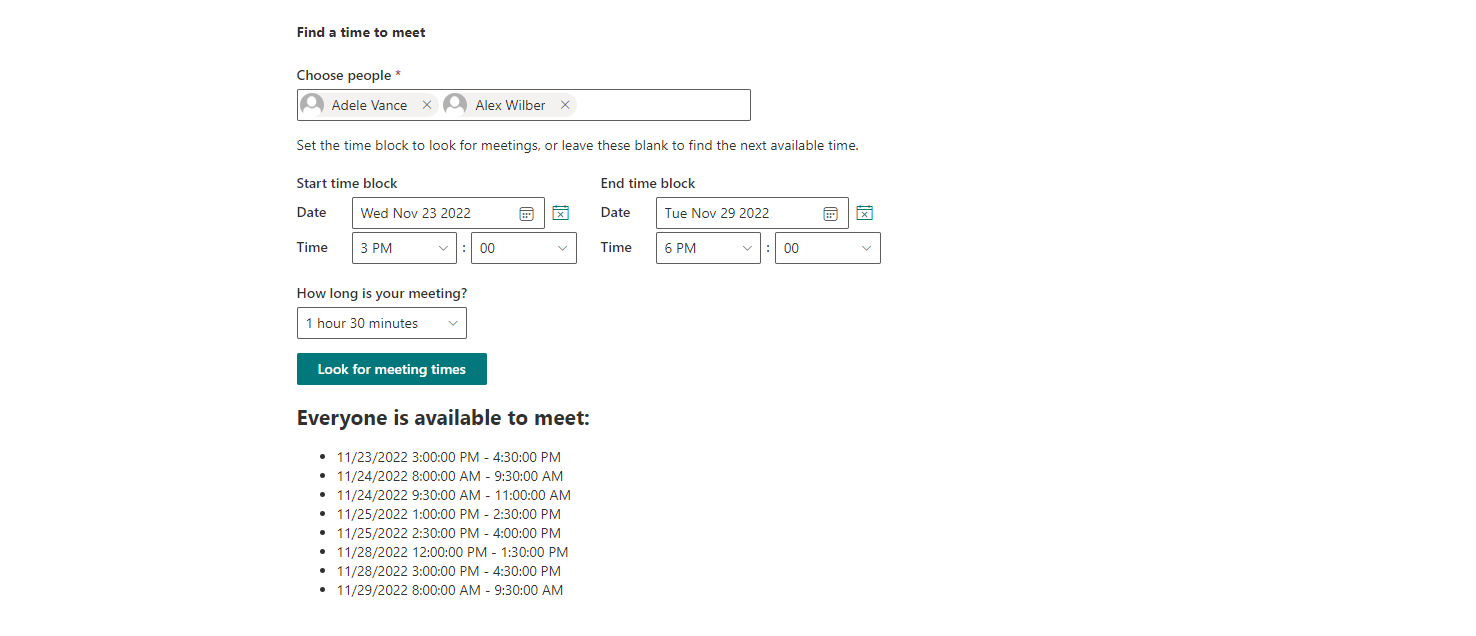 Find a time to meet
Choose people *
Adele Vance Alex Wilber
Set the time block to look for meetings, or leave these blank to find the next available time.
Start time block End time block
Date Wed Nov 23 2022 Date Tue Nov 29 2022
Time 3 PM : 00 Time 6 PM : 00
How long is your meeting?
1 hour 30 minutes
Look for meeting times
Everyone is available to meet:
11/23/2022 3:00:00 PM - 4:30:00 PM
11/24/2022 8:00:00 AM - 9:30:00 AM
11/24/2022 9:30:00 AM - 11:00:00 AM
11/25/2022 1:00:00 PM - 2:30:00 PM
11/25/2022 2:30:00 PM - 4:00:00 PM
11/28/2022 12:00:00 PM - 1:30:00 PM
11/28/2022 3:00:00 PM - 4:30:00 PM
11/29/2022 8:00:00 AM - 9:30:00 AM